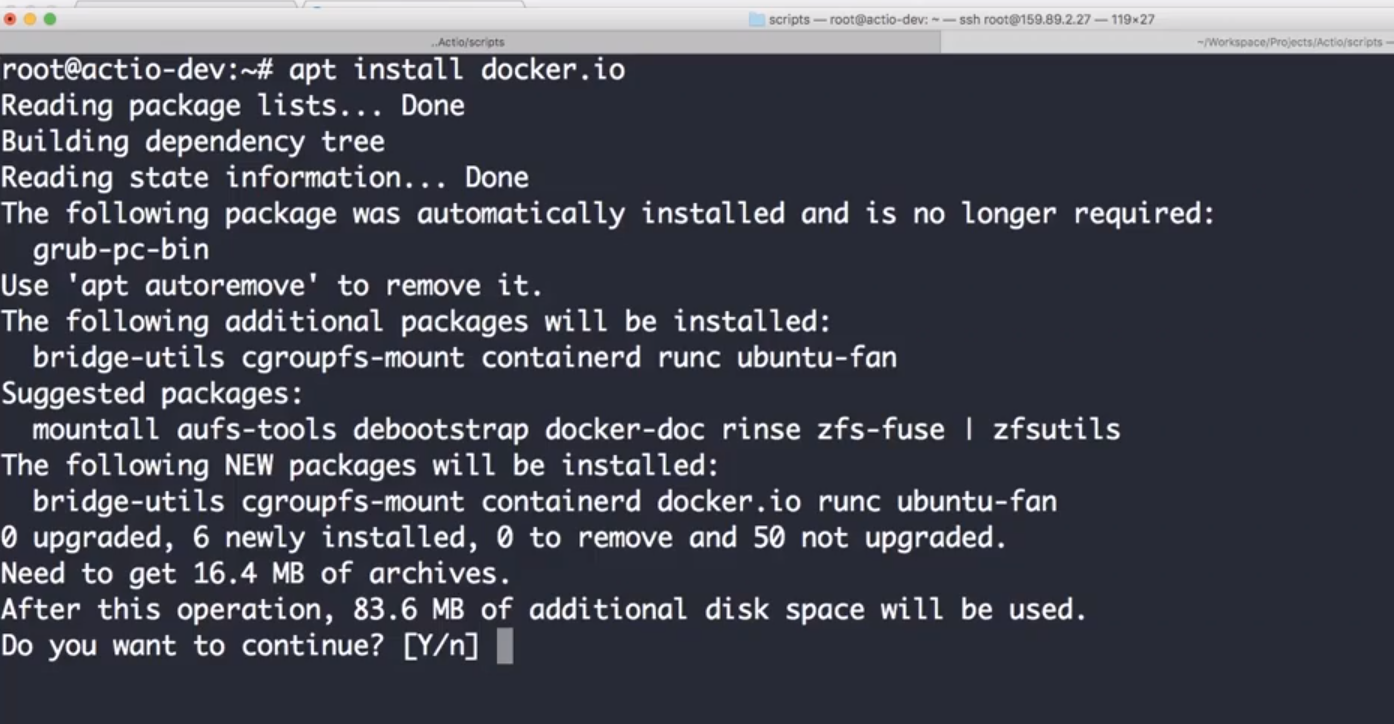 scripts — root@actio-dev: ~ — ssh root@159.89.2.27 — 119×27
..Actio/scripts
~/Workspace/Projects/Actio/scripts —
root@actio-dev:~# apt install docker.io
Reading package lists... Done
Building dependency tree
Reading state information... Done
The following package was automatically installed and is no longer required:
  grub-pc-bin
Use 'apt autoremove' to remove it.
The following additional packages will be installed:
  bridge-utils cgroupfs-mount containerd runc ubuntu-fan
Suggested packages:
  mountall aufs-tools debootstrap docker-doc rinse zfs-fuse | zfsutils
The following NEW packages will be installed:
  bridge-utils cgroupfs-mount containerd docker.io runc ubuntu-fan
0 upgraded, 6 newly installed, 0 to remove and 50 not upgraded.
Need to get 16.4 MB of archives.
After this operation, 83.6 MB of additional disk space will be used.
Do you want to continue? [Y/n]